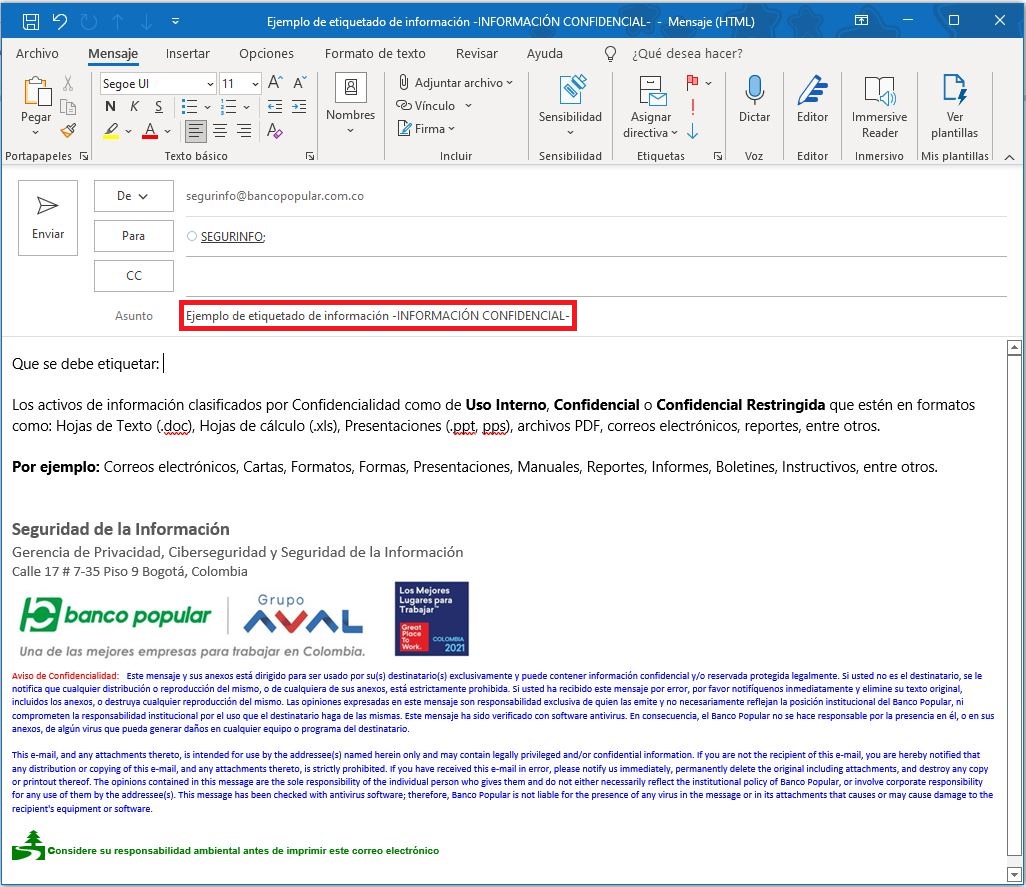 Ejemplo de etiquetado de información -INFORMACIÓN CONFIDENCIAL- - Mensaje (HTML)
Archivo Mensaje Insertar Opciones Formato de texto Revisar Ayuda ¿Qué desea hacer?
Pegar
Portapapeles
Segoe UI 11 A A
N K S
A
Texto básico
Nombres
Adjuntar archivo
Vínculo
Firma
Incluir
Sensibilidad
Sensibilidad
Asignar
directiva
Etiquetas
Dictar
Voz
Editor
Editor
Immersive
Reader
Inmersivo
Ver
plantillas
Mis plantillas
Enviar
De segurinfo@bancopopular.com.co
Para SEGURINFO;
CC
Asunto Ejemplo de etiquetado de información -INFORMACIÓN CONFIDENCIAL-
Que se debe etiquetar:
Los activos de información clasificados por Confidencialidad como de Uso Interno, Confidencial o Confidencial Restringida que estén en formatos
como: Hojas de Texto (.doc), Hojas de cálculo (.xls), Presentaciones (.ppt, pps), archivos PDF, correos electrónicos, reportes, entre otros.
Por ejemplo: Correos electrónicos, Cartas, Formatos, Formas, Presentaciones, Manuales, Reportes, Informes, Boletines, Instructivos, entre otros.
Seguridad de la Información
Gerencia de Privacidad, Ciberseguridad y Seguridad de la Información
Calle 17 # 7-35 Piso 9 Bogotá, Colombia
banco popular
Grupo
AVAL
Una de las mejores empresas para trabajar en Colombia.
Los Mejores
Lugares para
Trabajar™
Great
Place
To
Work.
COLOMBIA
2021
Aviso de Confidencialidad: Este mensaje y sus anexos está dirigido para ser usado por su(s) destinatario(s) exclusivamente y puede contener información confidencial y/o reservada protegida legalmente. Si usted no es el destinatario, se le
notifica que cualquier distribución o reproducción del mismo, o de cualquiera de sus anexos, está estrictamente prohibida. Si usted ha recibido este mensaje por error, por favor notifíquenos inmediatamente y elimine su texto original,
incluidos los anexos, o destruya cualquier reproducción del mismo. Las opiniones expresadas en este mensaje son responsabilidad exclusiva de quien las emite y no necesariamente reflejan la posición institucional del Banco Popular, ni
comprometen la responsabilidad institucional por el uso que el destinatario haga de las mismas. Este mensaje ha sido verificado con software antivirus. En consecuencia, el Banco Popular no se hace responsable por la presencia en él, o en sus
anexos, de algún virus que pueda generar daños en cualquier equipo o programa del destinatario.
This e-mail, and any attachments thereto, is intended for use by the addressee(s) named herein only and may contain legally privileged and/or confidential information. If you are not the recipient of this e-mail, you are hereby notified that
any distribution or copying of this e-mail, and any attachments thereto, is strictly prohibited. If you have received this e-mail in error, please notify us immediately, permanently delete the original including attachments, and destroy any copy
or printout thereof. The opinions contained in this message are the sole responsibility of the individual person who gives them and do not either necessarily reflect the institutional policy of Banco Popular, or involve corporate responsibility
for any use of them by the addressee(s). This message has been checked with antivirus software; therefore, Banco Popular is not liable for the presence of any virus in the message or in its attachments that causes or may cause damage to the
recipient's equipment or software.
Considere su responsabilidad ambiental antes de imprimir este correo electrónico